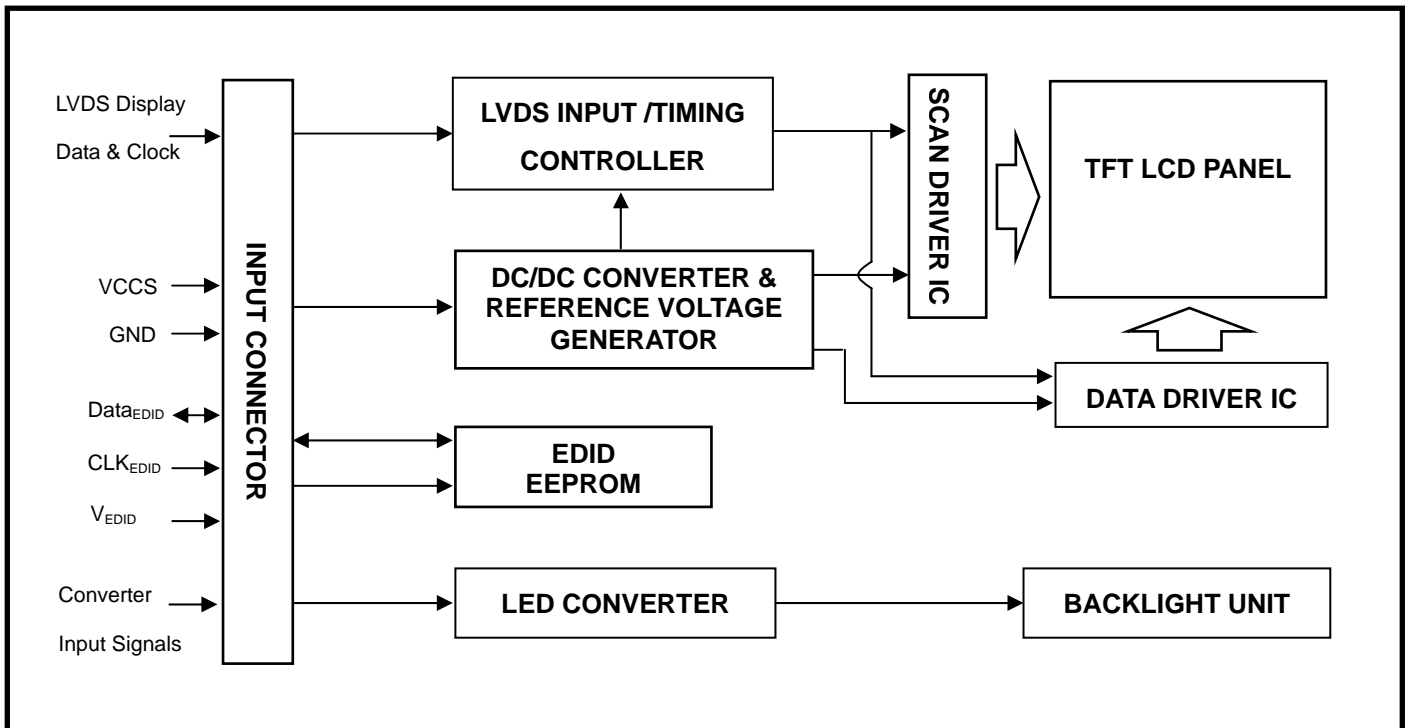 LVDS Display
Data & Clock
VCCS
GND
DataEDID
CLKEDID
VEDID
Converter
Input Signals
INPUT CONNECTOR
LVDS INPUT /TIMING
CONTROLLER
DC/DC CONVERTER &
REFERENCE VOLTAGE
GENERATOR
EDID
EEPROM
LED CONVERTER
SCAN DRIVER IC
TFT LCD PANEL
DATA DRIVER IC
BACKLIGHT UNIT